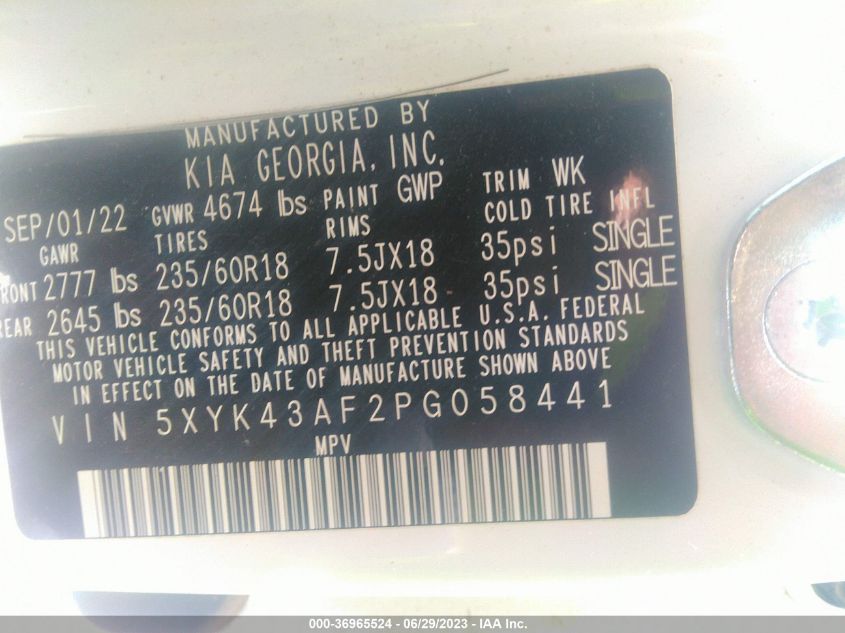 MANUFACTURED BY
KIA GEORGIA, INC.
SEP/01/22 GVWR 4674 lbs PAINT GWP TRIM WK
GAWR TIRES RIMS COLD TIRE INFL
FRONT 2777 lbs 235/60R18 7.5JX18 35psi SINGLE
REAR 2645 lbs 235/60R18 7.5JX18 35psi SINGLE
THIS VEHICLE CONFORMS TO ALL APPLICABLE U.S.A. FEDERAL
MOTOR VEHICLE SAFETY AND THEFT PREVENTION STANDARDS
IN EFFECT ON THE DATE OF MANUFACTURE SHOWN ABOVE
VIN 5XYK43AF2PG058441
MPV
000-36965524 - 06/29/2023 - IAA Inc.